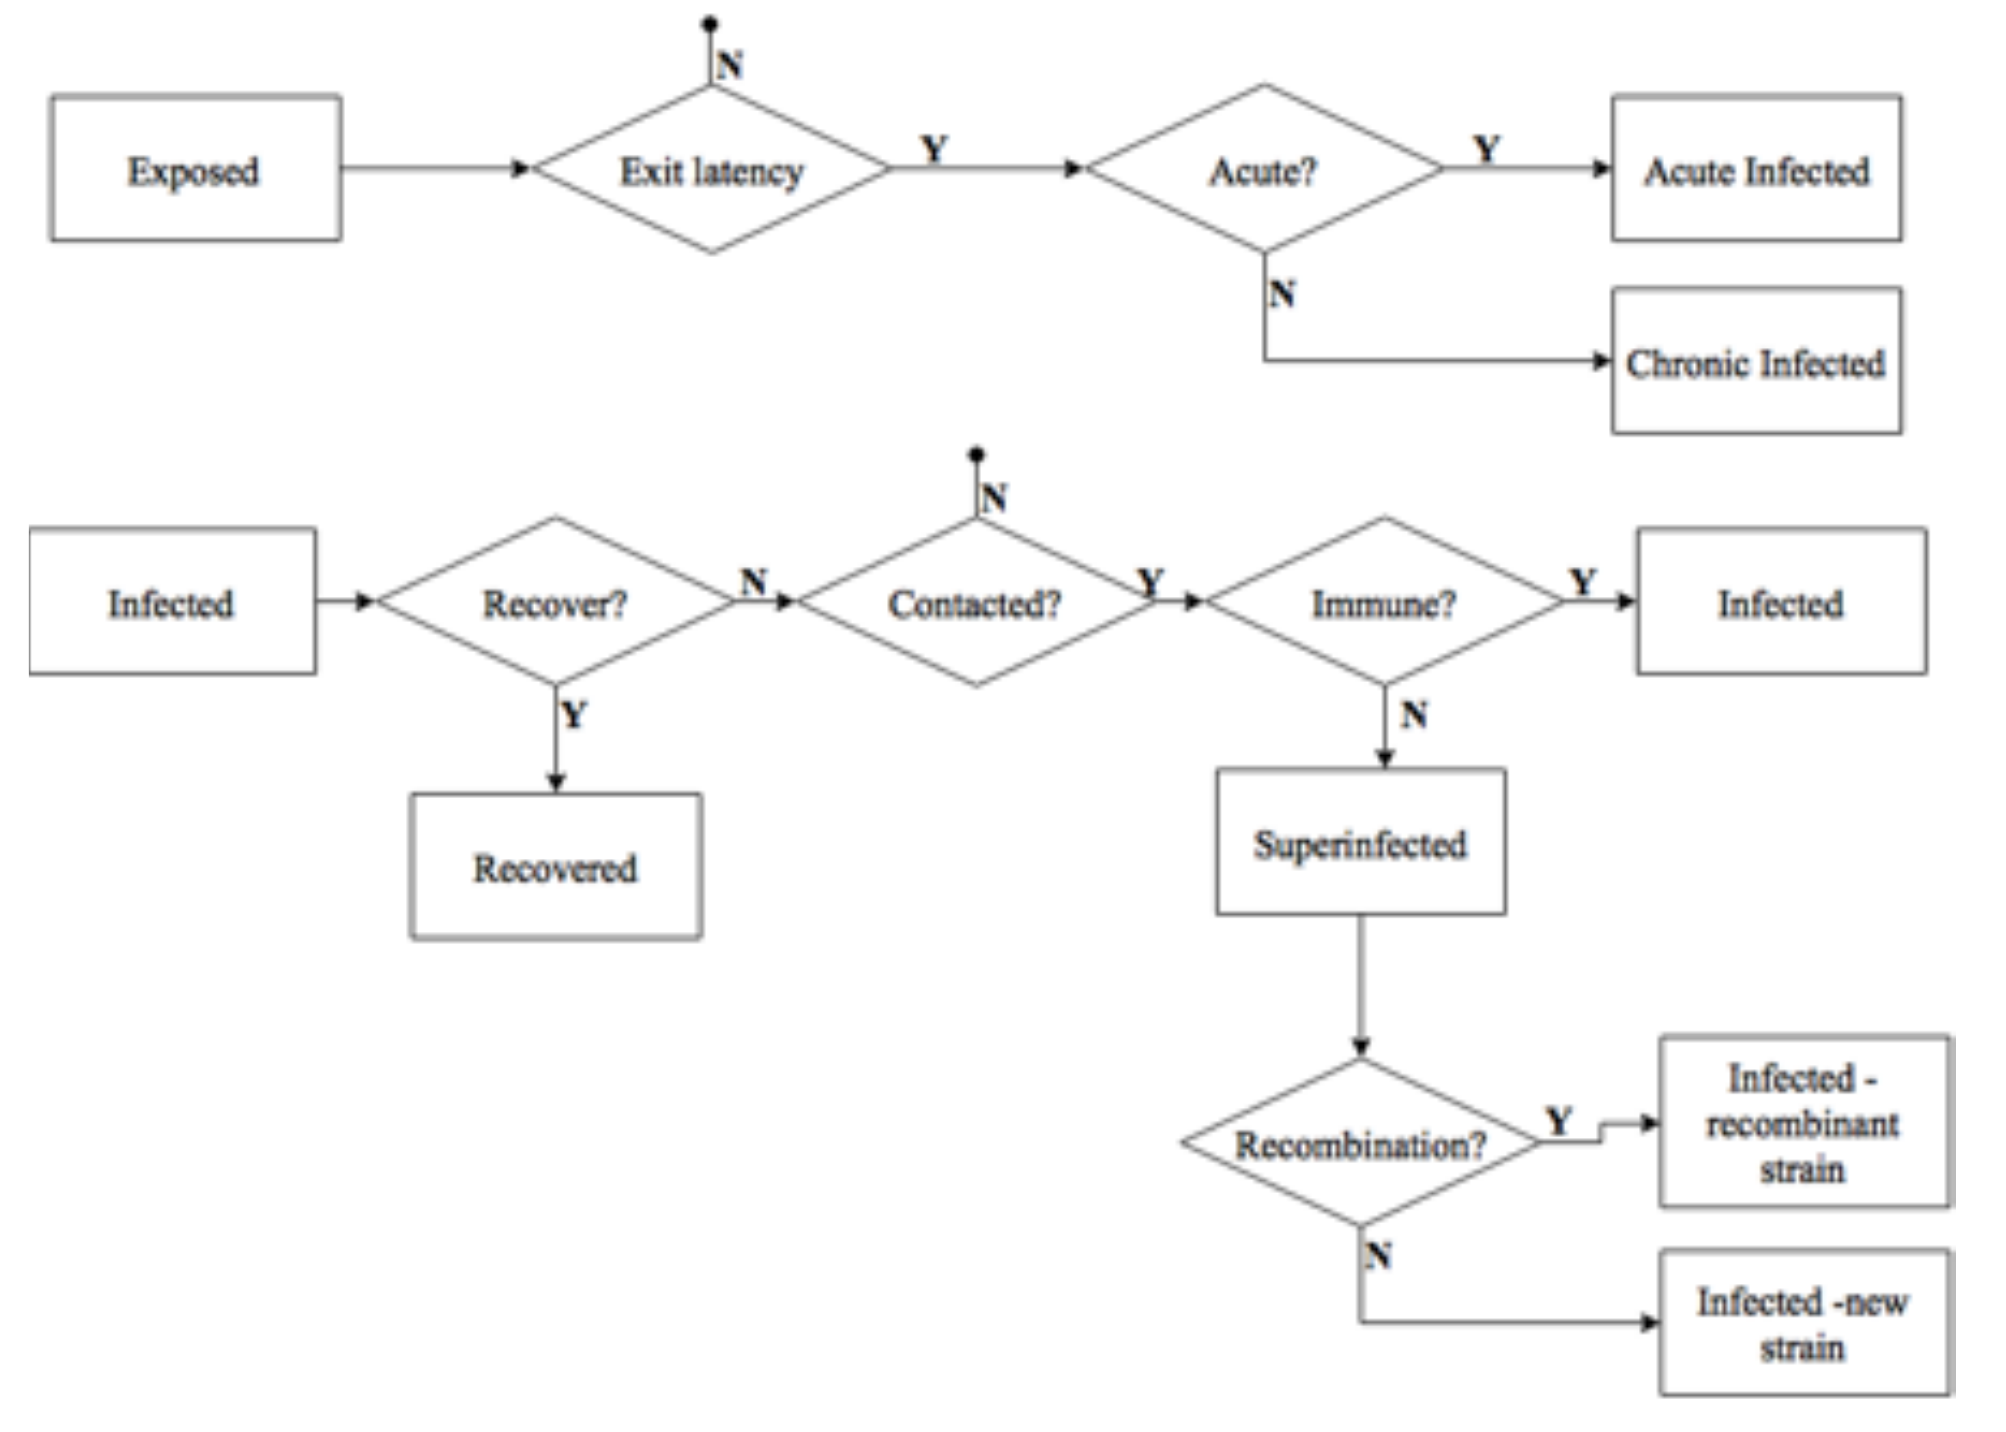 N
Exposed
Exit latency
Y
Acute?
Y
Acute Infected
N
Chronic Infected
N
Infected
Recover?
N
Contacted?
Y
Immune?
Y
Infected
Y
N
Recovered
Superinfected
Recombination?
Y
Infected -
recombinant
strain
N
Infected -new
strain